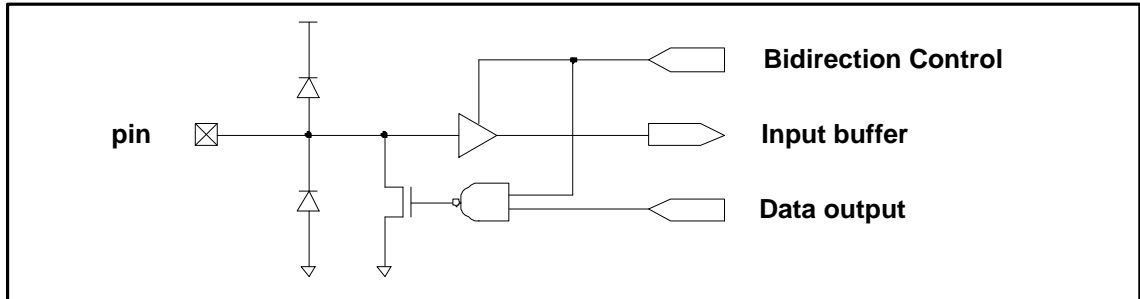 Bidirection Control
pin
Input buffer
Data output